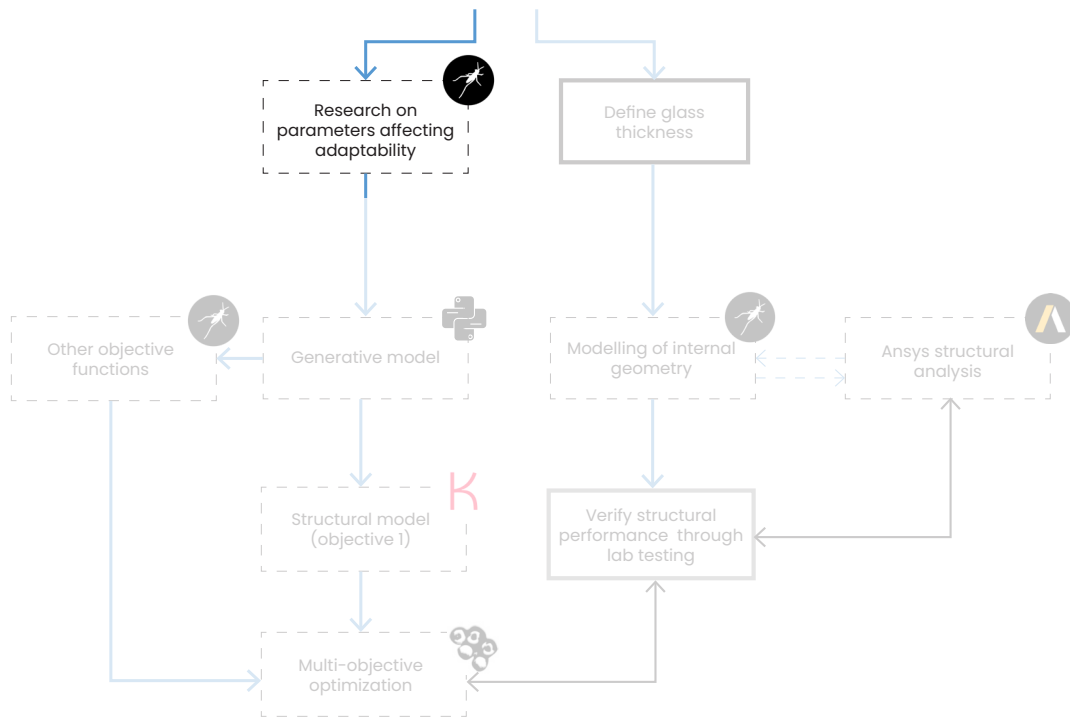 Research on
parameters affecting
adaptability
Define glass
thickness
Other objective
functions
Generative model
Modelling of internal
geometry
Ansys structural
analysis
Structural model
(objective 1)
Verify structural
performance through
lab testing
Multi-objective
optimization